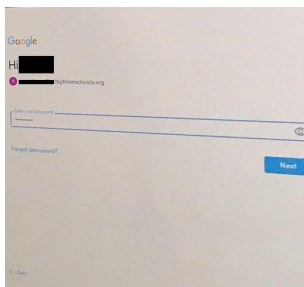 Google
Hi
highlineschools.org
Enter your password
••••••••
Forgot password?
Next